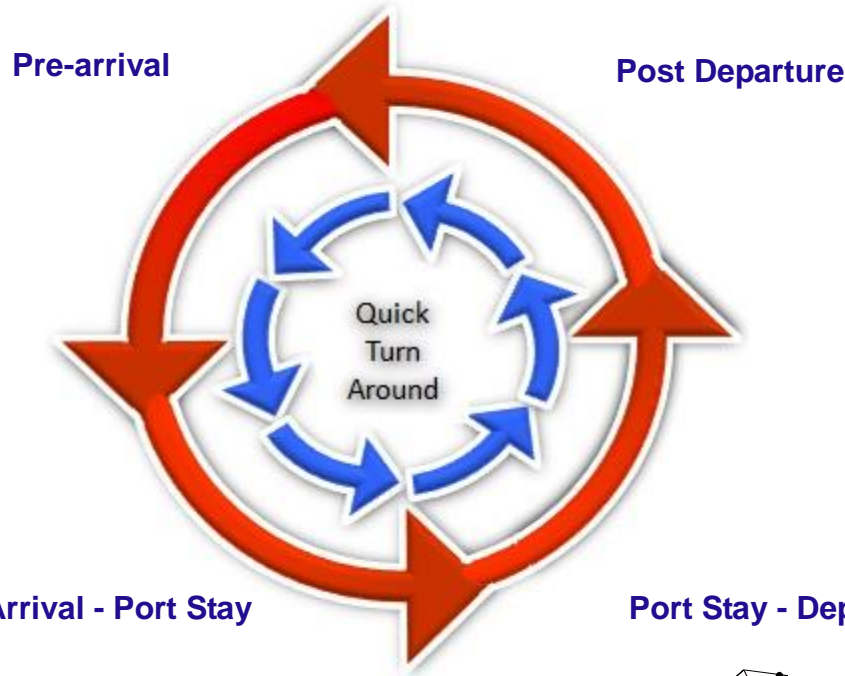 Pre-arrival
Post Departure
Quick
Turn
Around
Arrival - Port Stay
Port Stay - Dep